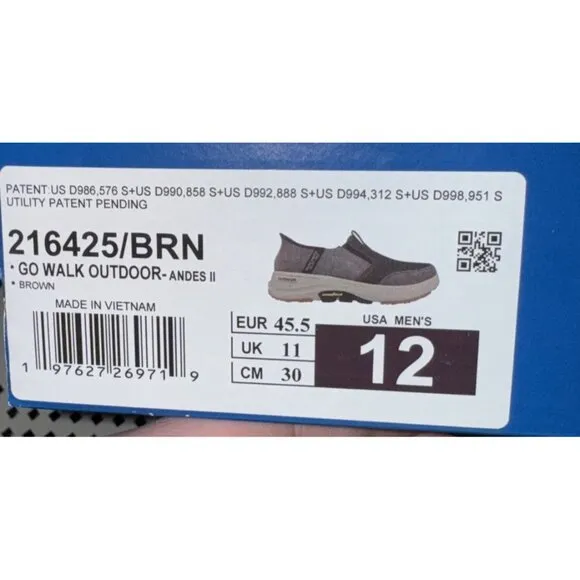 PATENT:US D986,576 S+US D990,858 S+US D992,888 S+US D994,312 S+US D998,951 S
UTILITY PATENT PENDING
216425/BRN
• GO WALK OUTDOOR- ANDES II
• BROWN
MADE IN VIETNAM
1 97627 26971 9
EUR 45.5
UK 11
CM 30
USA MEN'S
12